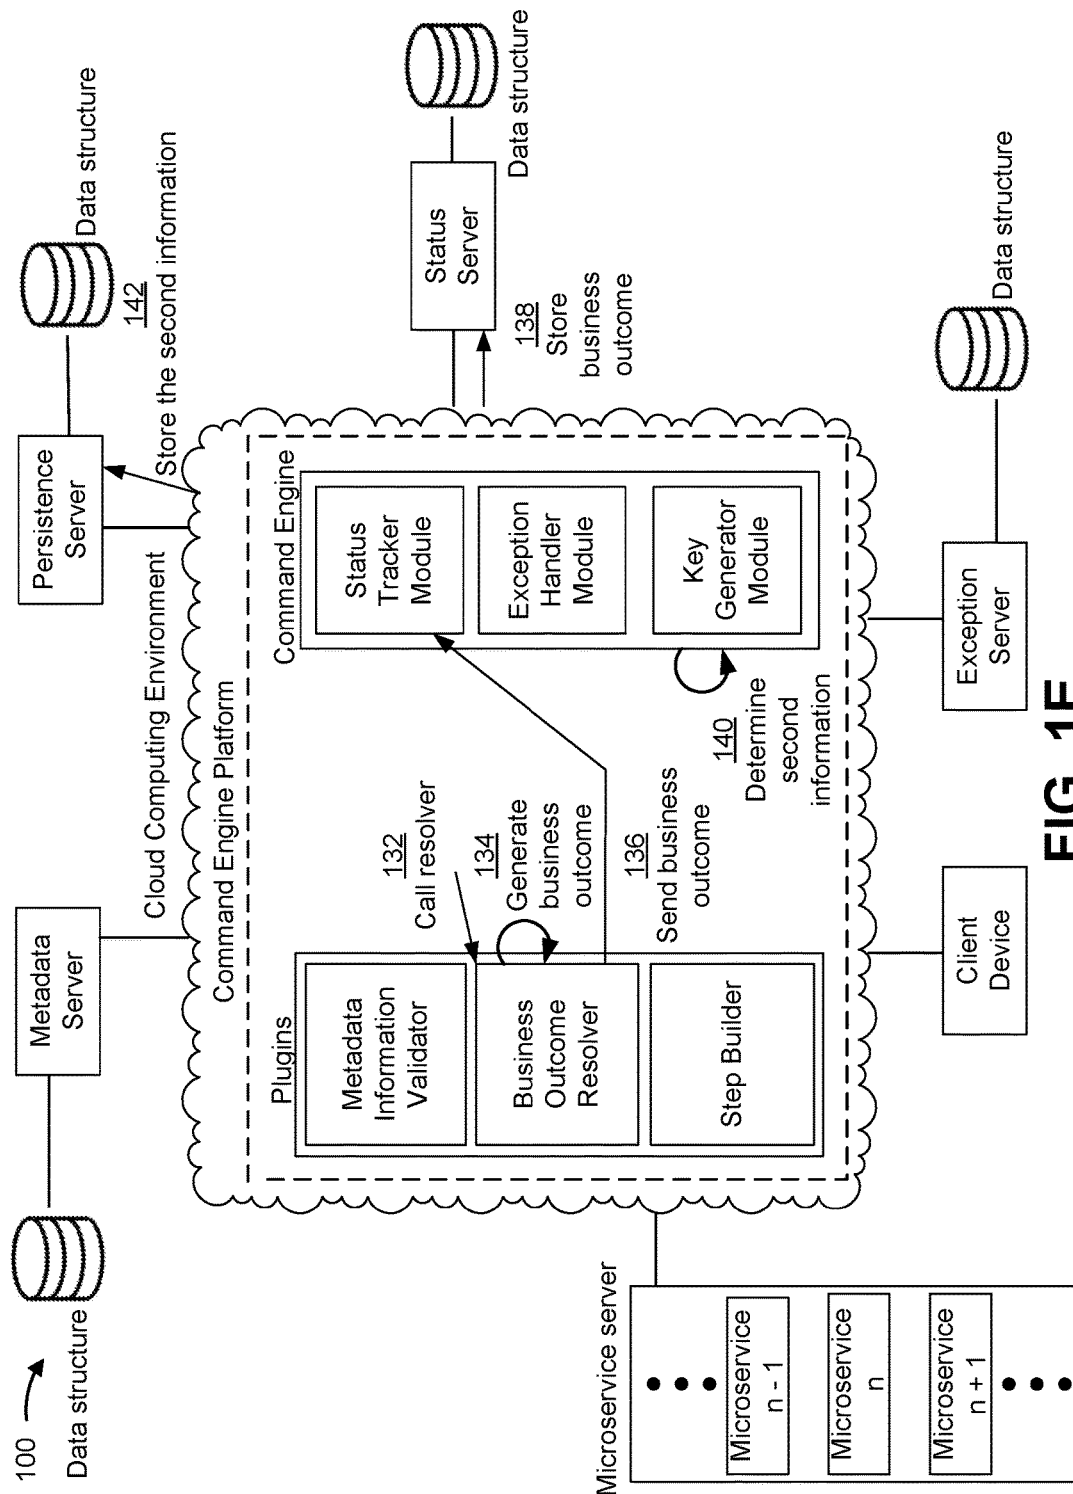 100
Data structure
Metadata
Server
Persistence
Server
Data structure
142
Store the second information
Cloud Computing Environment
Command Engine Platform
Plugins
Metadata
Information
Validator
Business
Outcome
Resolver
Step Builder
132
Call resolver
134
Generate
business
outcome
136
Send business
outcome
Command Engine
Status
Tracker
Module
Exception
Handler
Module
Key
Generator
Module
140
Determine
second
information
Status
Server
Data structure
138
Store
business
outcome
Microservice server
Microservice
n - 1
Microservice
n
Microservice
n + 1
Client
Device
Exception
Server
Data structure
FIG.